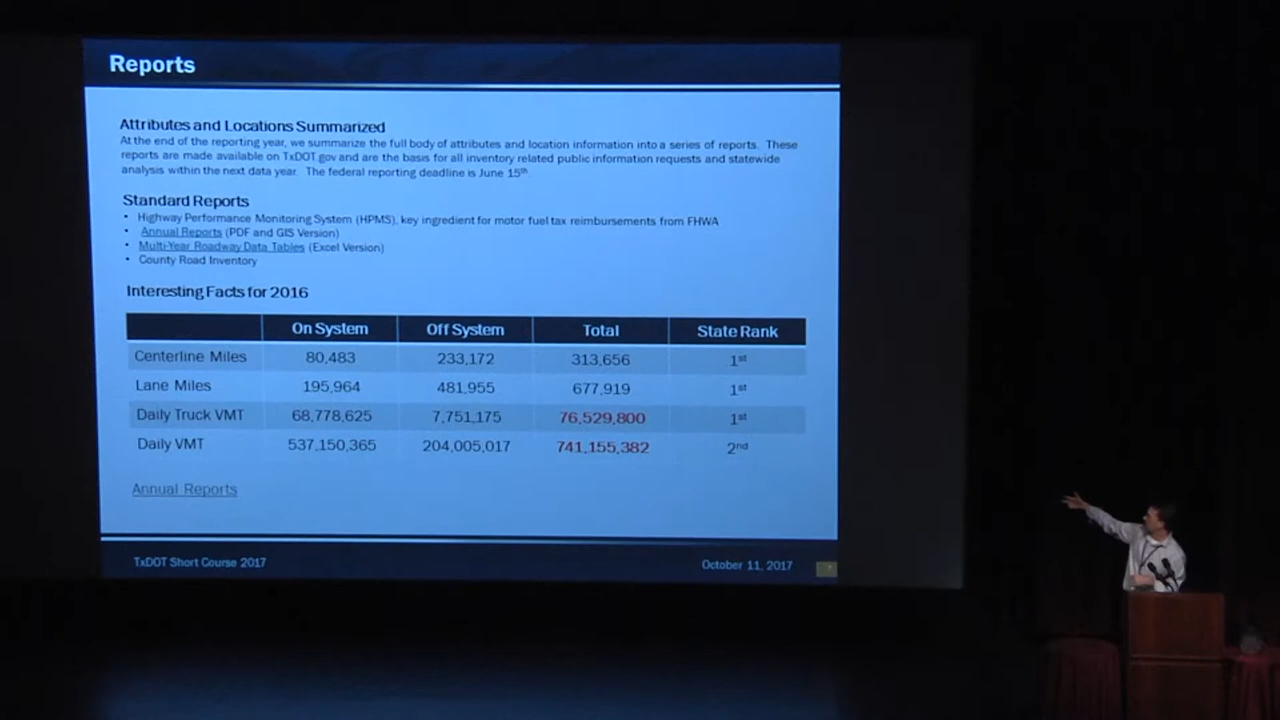 Reports
Attributes and Locations Summarized
At the end of the reporting year, we summarize the full body of attributes and location information into a series of reports. These
reports are made available on TxDOT.gov and are the basis for all inventory related public information requests and statewide
analysis within the next data year. The federal reporting deadline is June 15th.
Standard Reports
• Highway Performance Monitoring System (HPMS), key ingredient for motor fuel tax reimbursements from FHWA
• Annual Reports (PDF and GIS Version)
• Multi-Year Roadway Data Tables (Excel Version)
• County Road Inventory
Interesting Facts for 2016
On System Off System Total State Rank
Centerline Miles 80,483 233,172 313,656 1st
Lane Miles 195,964 481,955 677,919 1st
Daily Truck VMT 68,778,625 7,751,175 76,529,800 1st
Daily VMT 537,150,365 204,005,017 741,155,382 2nd
Annual Reports
TxDOT Short Course 2017 October 11, 2017